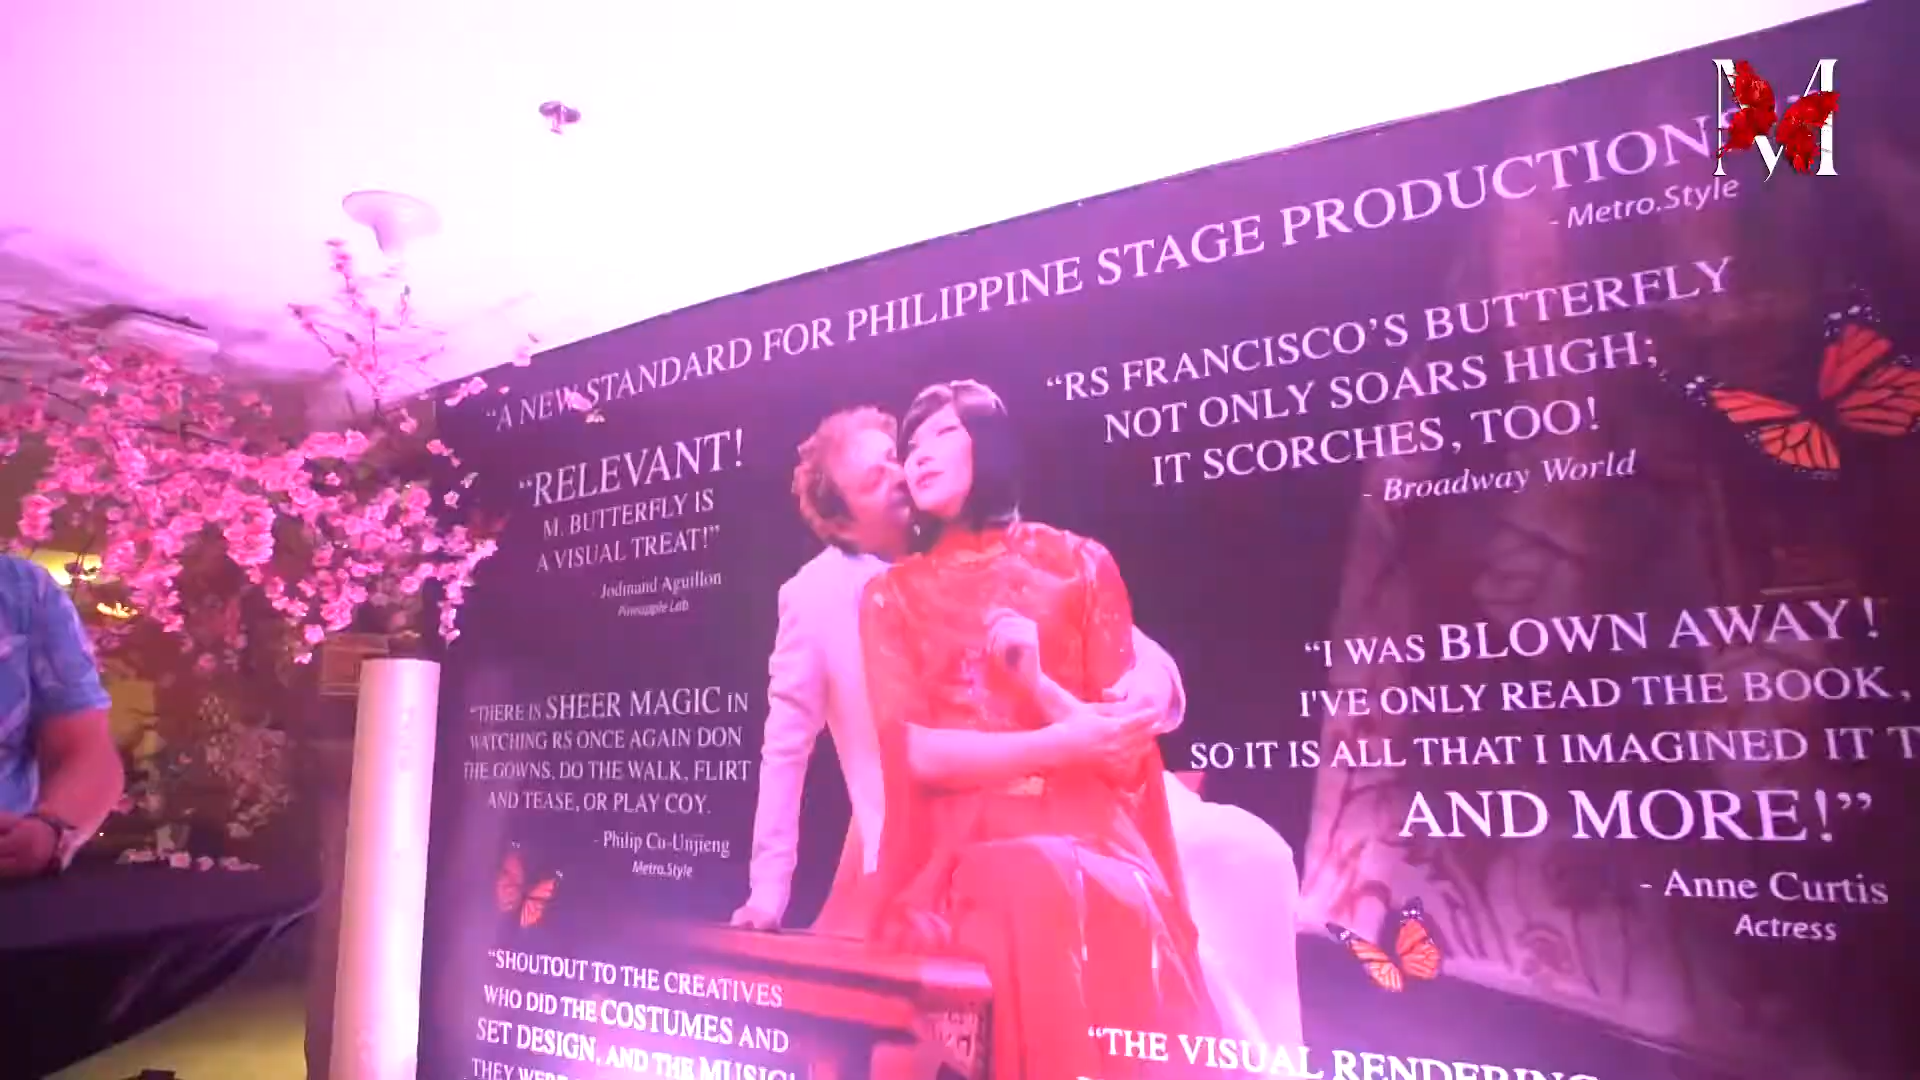 “A NEW STANDARD FOR PHILIPPINE STAGE PRODUCTION
- Metro.Style
“RELEVANT!
M. BUTTERFLY IS
A VISUAL TREAT!”
- Jodinand Aguillon
Pineapple Lab
“RS FRANCISCO’S BUTTERFLY
NOT ONLY SOARS HIGH;
IT SCORCHES, TOO!
- Broadway World
“THERE IS SHEER MAGIC IN
WATCHING RS ONCE AGAIN DON
THE GOWNS, DO THE WALK, FLIRT
AND TEASE, OR PLAY COY.
- Philip Cu-Unjieng
Metro.Style
“I WAS BLOWN AWAY!
I'VE ONLY READ THE BOOK,
SO IT IS ALL THAT I IMAGINED IT T
AND MORE!”
- Anne Curtis
Actress
“SHOUTOUT TO THE CREATIVES
WHO DID THE COSTUMES AND
SET DESIGN, AND THE MUSIC!
THEY WERE
“THE VISUAL RENDERING
M